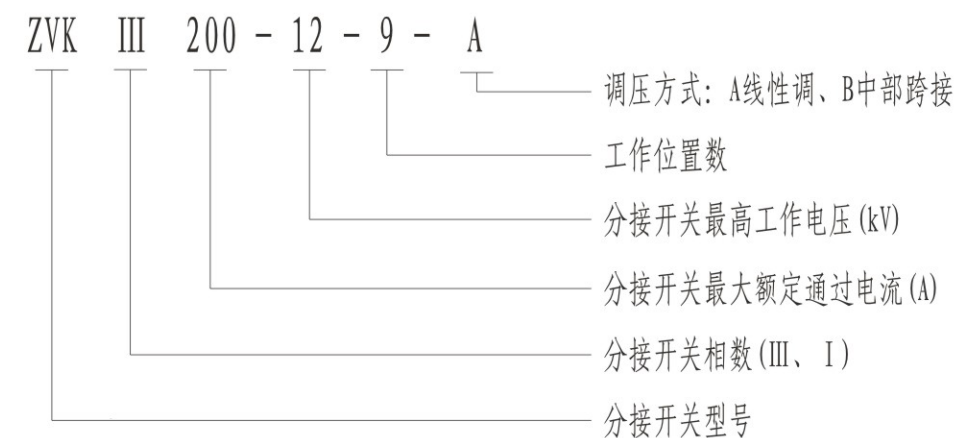 ZVK III 200 - 12 - 9 - A
调压方式：A线性调、B中部跨接
工作位置数
分接开关最高工作电压(kV)
分接开关最大额定通过电流(A)
分接开关相数(III、I)
分接开关型号